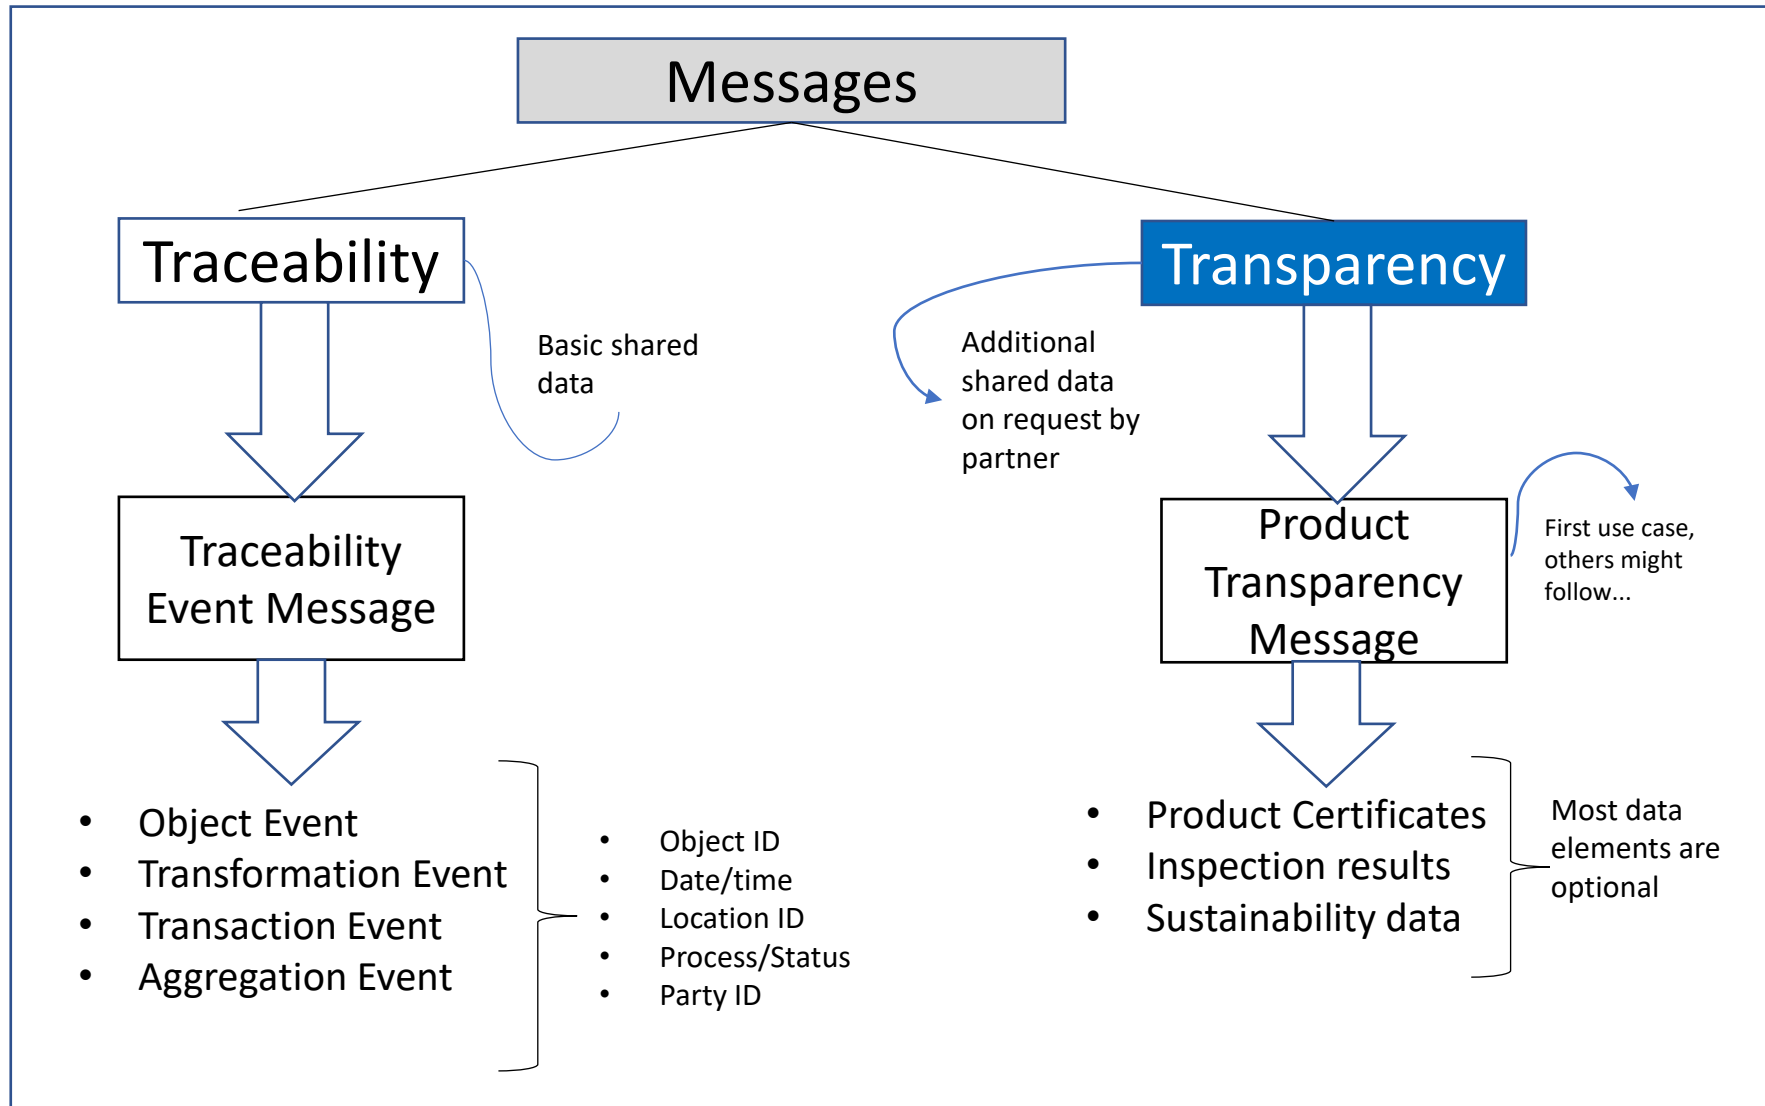 Messages
Traceability
Transparency
Basic shared
data
Additional
shared data
on request by
partner
Traceability
Event Message
Product
Transparency
Message
First use case,
others might
follow...
• Object Event
• Transformation Event
• Transaction Event
• Aggregation Event
• Object ID
• Date/time
• Location ID
• Process/Status
• Party ID
• Product Certificates
• Inspection results
• Sustainability data
Most data
elements are
optional